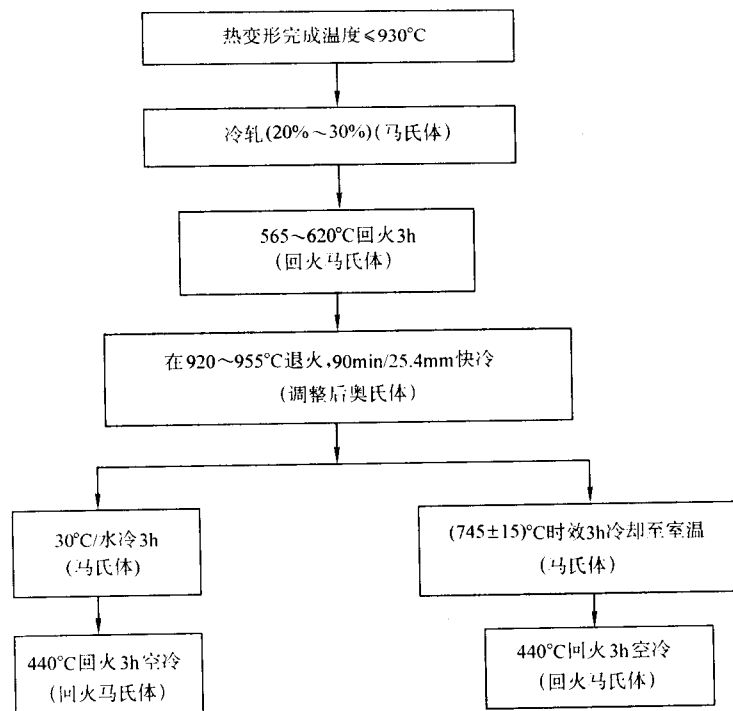 热变形完成温度≤930°C
冷轧(20%～30%)(马氏体)
565～620°C回火3h
(回火马氏体)
在920～955°C退火,90min/25.4mm快冷
(调整后奥氏体)
30°C/水冷3h
(马氏体)
(745±15)°C时效3h冷却至室温
(马氏体)
440°C回火3h空冷
(回火马氏体)
440°C回火3h空冷
(回火马氏体)